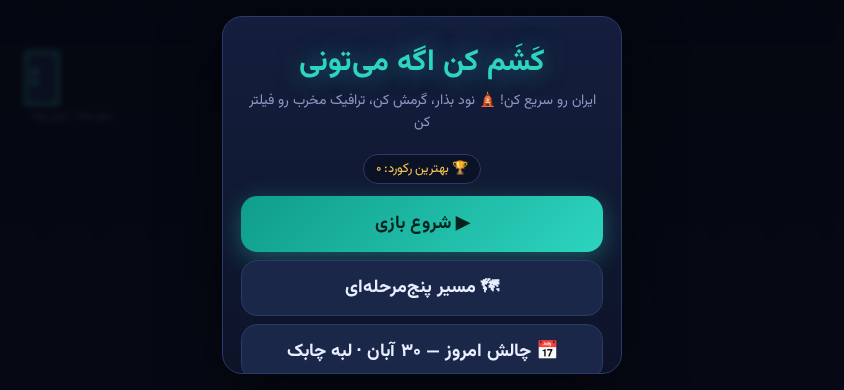 کَشَم کن اگه می‌تونی
ایران رو سریع کن! 🛕 نود بذار، گرمش کن، ترافیک مخرب رو فیلتر
کن
🏆 بهترین رکورد: ۰
▶ شروع بازی
🗺 مسیر پنج‌مرحله‌ای
📅 چالش امروز — ۳۰ آبان · لبه چابک